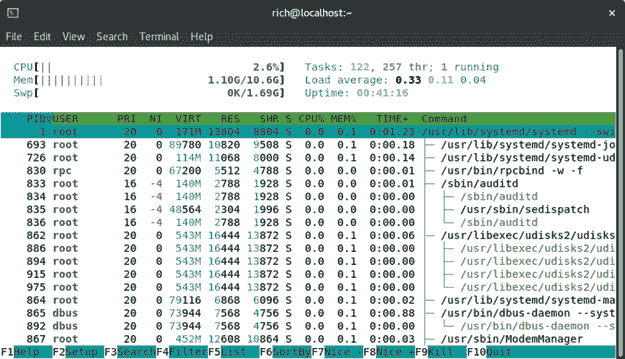 rich@localhost:~
File Edit View Search Terminal Help
CPU[|| 2.6%] Tasks: 122, 257 thr; 1 running
Mem[|||||||||| 1.10G/10.6G] Load average: 0.33 0.11 0.04
Swp[ 0K/1.69G] Uptime: 00:41:16
PID USER PRI NI VIRT RES SHR S CPU% MEM% TIME+ Command
1 root 20 0 171M 13804 8804 S 0.0 0.1 0:01.23 /usr/lib/systemd/systemd --swi
693 root 20 0 89780 10820 9508 S 0.0 0.1 0:00.18 ├─ /usr/lib/systemd/systemd-jo
726 root 20 0 114M 11068 8000 S 0.0 0.1 0:00.14 ├─ /usr/lib/systemd/systemd-ud
830 rpc 20 0 67200 5512 4788 S 0.0 0.0 0:00.01 ├─ /usr/bin/rpcbind -w -f
833 root 16 -4 140M 2788 1928 S 0.0 0.0 0:00.01 ├─ /sbin/auditd
834 root 16 -4 140M 2788 1928 S 0.0 0.0 0:00.00 │ ├─ /sbin/auditd
835 root 16 -4 48564 2304 1996 S 0.0 0.0 0:00.00 │ ├─ /usr/sbin/sedispatch
836 root 16 -4 140M 2788 1928 S 0.0 0.0 0:00.00 │ └─ /sbin/auditd
862 root 20 0 543M 16444 13872 S 0.0 0.1 0:00.06 ├─ /usr/libexec/udisks2/udisks
886 root 20 0 543M 16444 13872 S 0.0 0.1 0:00.00 │ ├─ /usr/libexec/udisks2/udi
894 root 20 0 543M 16444 13872 S 0.0 0.1 0:00.00 │ ├─ /usr/libexec/udisks2/udi
915 root 20 0 543M 16444 13872 S 0.0 0.1 0:00.00 │ ├─ /usr/libexec/udisks2/udi
975 root 20 0 543M 16444 13872 S 0.0 0.1 0:00.00 │ └─ /usr/libexec/udisks2/udi
864 root 20 0 79116 6868 6096 S 0.0 0.1 0:00.02 ├─ /usr/lib/systemd/systemd-ma
865 dbus 20 0 73944 7568 4756 S 0.0 0.1 0:00.88 ├─ /usr/bin/dbus-daemon --syst
892 dbus 20 0 73944 7568 4756 S 0.0 0.1 0:00.00 │ └─ /usr/bin/dbus-daemon --s
867 root 20 0 452M 12608 10864 S 0.0 0.1 0:00.03 ├─ /usr/sbin/ModemManager
F1Help F2Setup F3SearchF4FilterF5List F6SortByF7Nice -F8Nice +F9Kill F10Quit